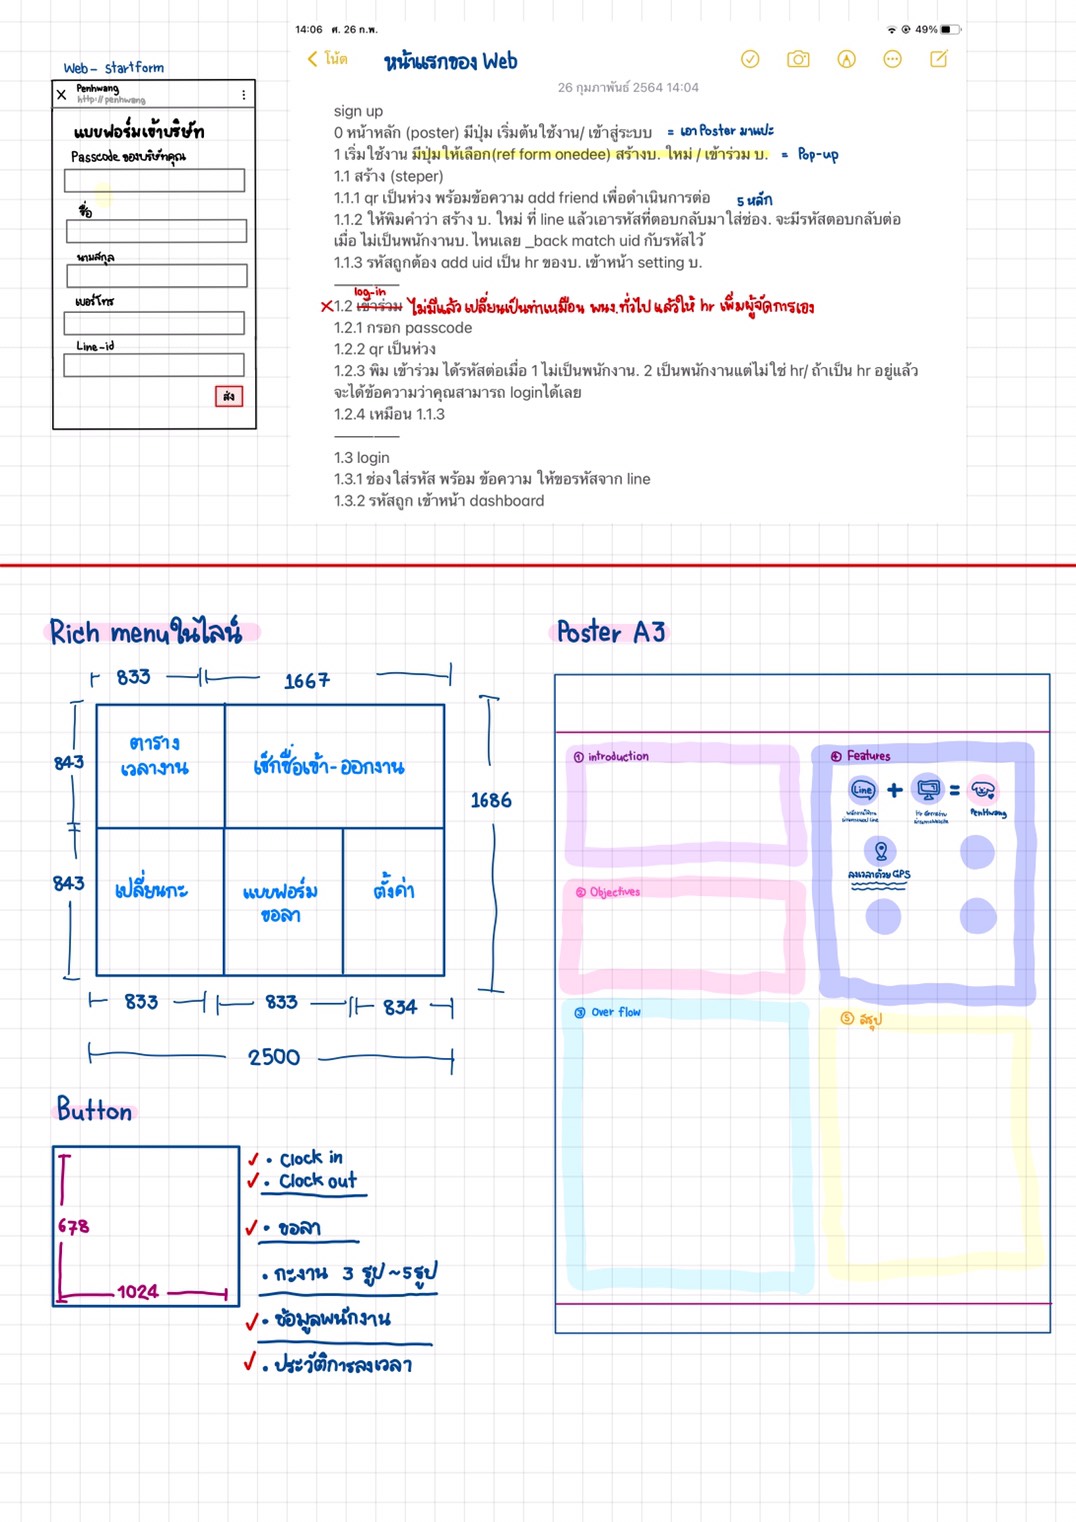 Web - startform
X Penhwang
http://penhwang
แบบฟอร์มเข้าบริษัท
Passcode ของบริษัทคุณ
ชื่อ
นามสกุล
เบอร์โทร
Line-id
ส่ง
14:06 ศ. 26 ก.พ.
49%
โน้ต
หน้าแรกของ Web
26 กุมภาพันธ์ 2564 14:04
sign up
0 หน้าหลัก (poster) มีปุ่ม เริ่มต้นใช้งาน/ เข้าสู่ระบบ = เอา Poster มาแปะ
1 เริ่มใช้งาน มีปุ่มให้เลือก(ref form onedee) สร้างบ. ใหม่ / เข้าร่วม บ. = Pop-up
1.1 สร้าง (steper)
1.1.1 qr เป็นห่วง พร้อมข้อความ add friend เพื่อดำเนินการต่อ
5 หลัก
1.1.2 ให้พิมคำว่า สร้าง บ. ใหม่ ที่ line แล้วเอารหัสที่ตอบกลับมาใส่ช่อง. จะมีรหัสตอบกลับต่อ
เมื่อ ไม่เป็นพนักงานบ. ไหนเลย _back match uid กับรหัสไว้
1.1.3 รหัสถูกต้อง add uid เป็น hr ของบ. เข้าหน้า setting บ.
log-in
X 1.2 เข้าร่วม ไม่มีแล้ว เปลี่ยนเป็นทำเหมือน พนง.ทั่วไป แล้วให้ hr เพิ่มผู้จัดการเอง
1.2.1 กรอก passcode
1.2.2 qr เป็นห่วง
1.2.3 พิม เข้าร่วม ได้รหัสต่อเมื่อ 1 ไม่เป็นพนักงาน. 2 เป็นพนักงานแต่ไม่ใช่ hr/ ถ้าเป็น hr อยู่แล้ว
จะได้ข้อความว่าคุณสามารถ loginได้เลย
1.2.4 เหมือน 1.1.3
1.3 login
1.3.1 ช่องใส่รหัส พร้อม ข้อความ ให้ขอรหัสจาก line
1.3.2 รหัสถูก เข้าหน้า dashboard
Rich menuในไลน์
833
1667
843
ตาราง
เวลางาน
เช็กชื่อเข้า-ออกงาน
1686
843
เปลี่ยนกะ
แบบฟอร์ม
ขอลา
ตั้งค่า
833
833
834
2500
Button
678
1024
• Clock in
• Clock out
• ขอลา
• กะงาน 3 รูป ~ 5 รูป
• ข้อมูลพนักงาน
• ประวัติการลงเวลา
Poster A3
① introduction
② Objectives
③ Over flow
④ Features
Line + =
PenHwang
ลงเวลาด้วย GPS
⑤ สรุป